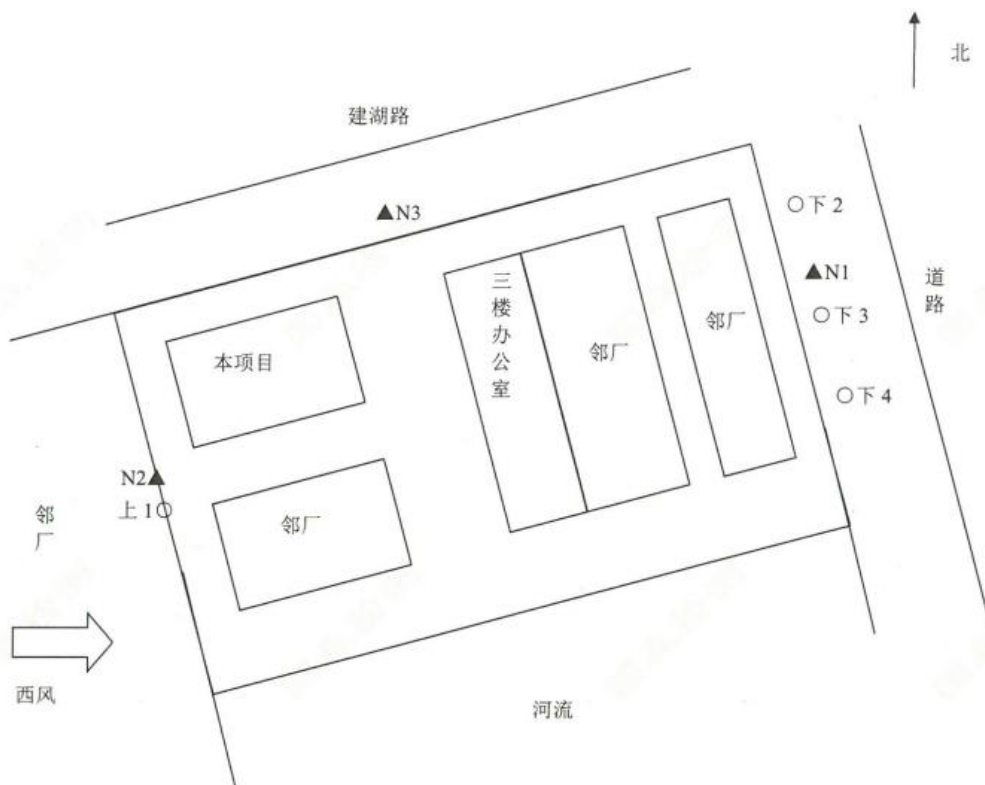 北
建湖路
▲N3
○下 2
▲N1
道路
○下 3
三楼办公室
邻厂
邻厂
本项目
○下 4
N2▲
上 1○
邻厂
邻厂
西风
河流